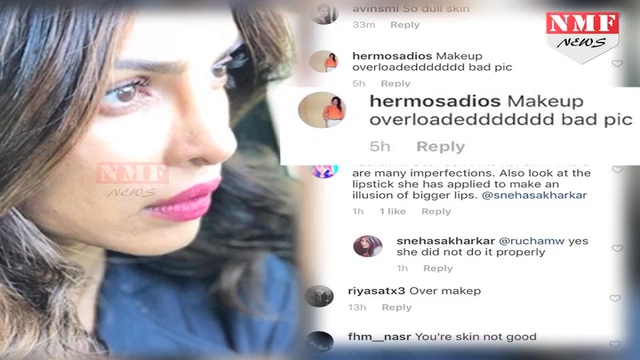 avinsmi So dull skin
33m Reply
NMF
NEWS
hermosadios Makeup
overloadedddddddd bad pic
5h Reply
hermosadios Makeup
overloadedddddddd bad pic
5h Reply
NMF
NEWS
are many imperfections. Also look at the
lipstick she has applied to make an
illusion of bigger lips. @snehasakharkar
1h 1 like Reply
snehasakharkar @ruchamw yes
she did not do it properly
1h Reply
riyasatx3 Over makep
13h Reply
fhm__nasr You're skin not good